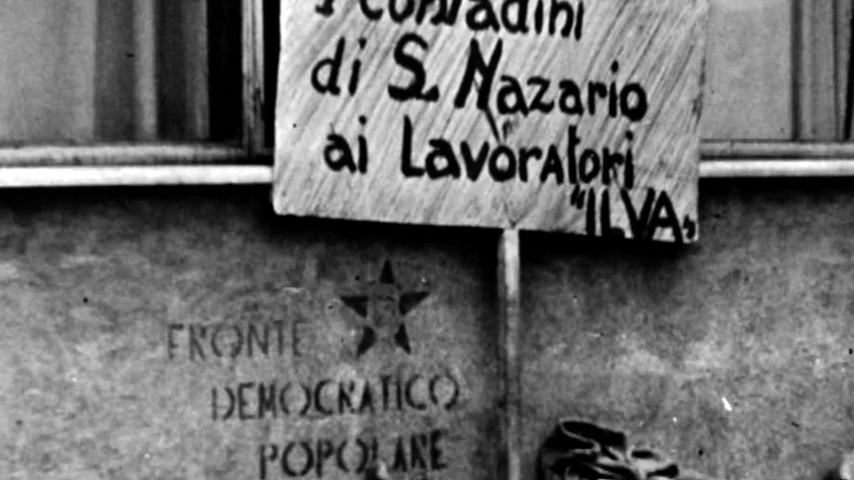 I contadini
di S. Nazario
ai Lavoratori
"ILVA"
FRONTE
DEMOCRATICO
POPOLARE